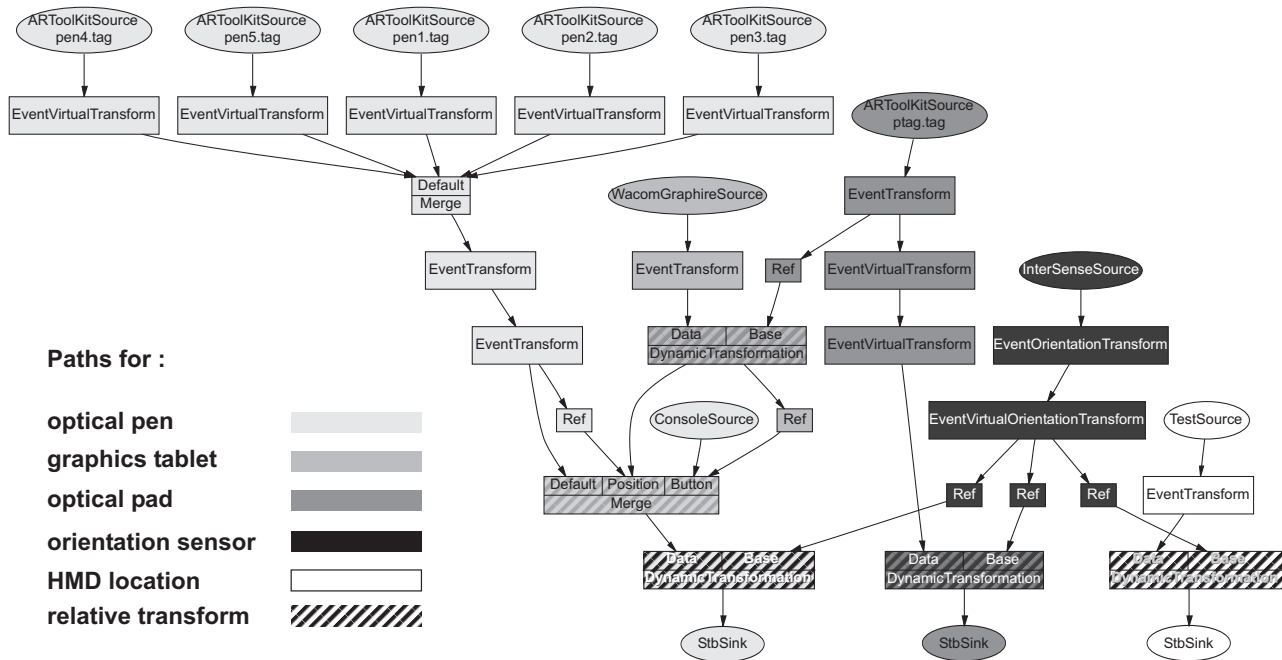 ARToolKitSource
pen4.tag
ARToolKitSource
pen5.tag
ARToolKitSource
pen1.tag
ARToolKitSource
pen2.tag
ARToolKitSource
pen3.tag
EventVirtualTransform
EventVirtualTransform
EventVirtualTransform
EventVirtualTransform
EventVirtualTransform
ARToolKitSource
ptag.tag
Default
Merge
WacomGraphireSource
EventTransform
EventTransform
EventTransform
Ref
EventVirtualTransform
InterSenseSource
EventTransform
Data Base
DynamicTransformation
EventVirtualTransform
EventOrientationTransform
Ref
ConsoleSource
Ref
EventVirtualOrientationTransform
TestSource
Default Position Button
Merge
Ref
Ref
Ref
EventTransform
Data Base
DynamicTransformation
Data Base
DynamicTransformation
Data Base
DynamicTransformation
StbSink
StbSink
StbSink
Paths for :
optical pen
graphics tablet
optical pad
orientation sensor
HMD location
relative transform